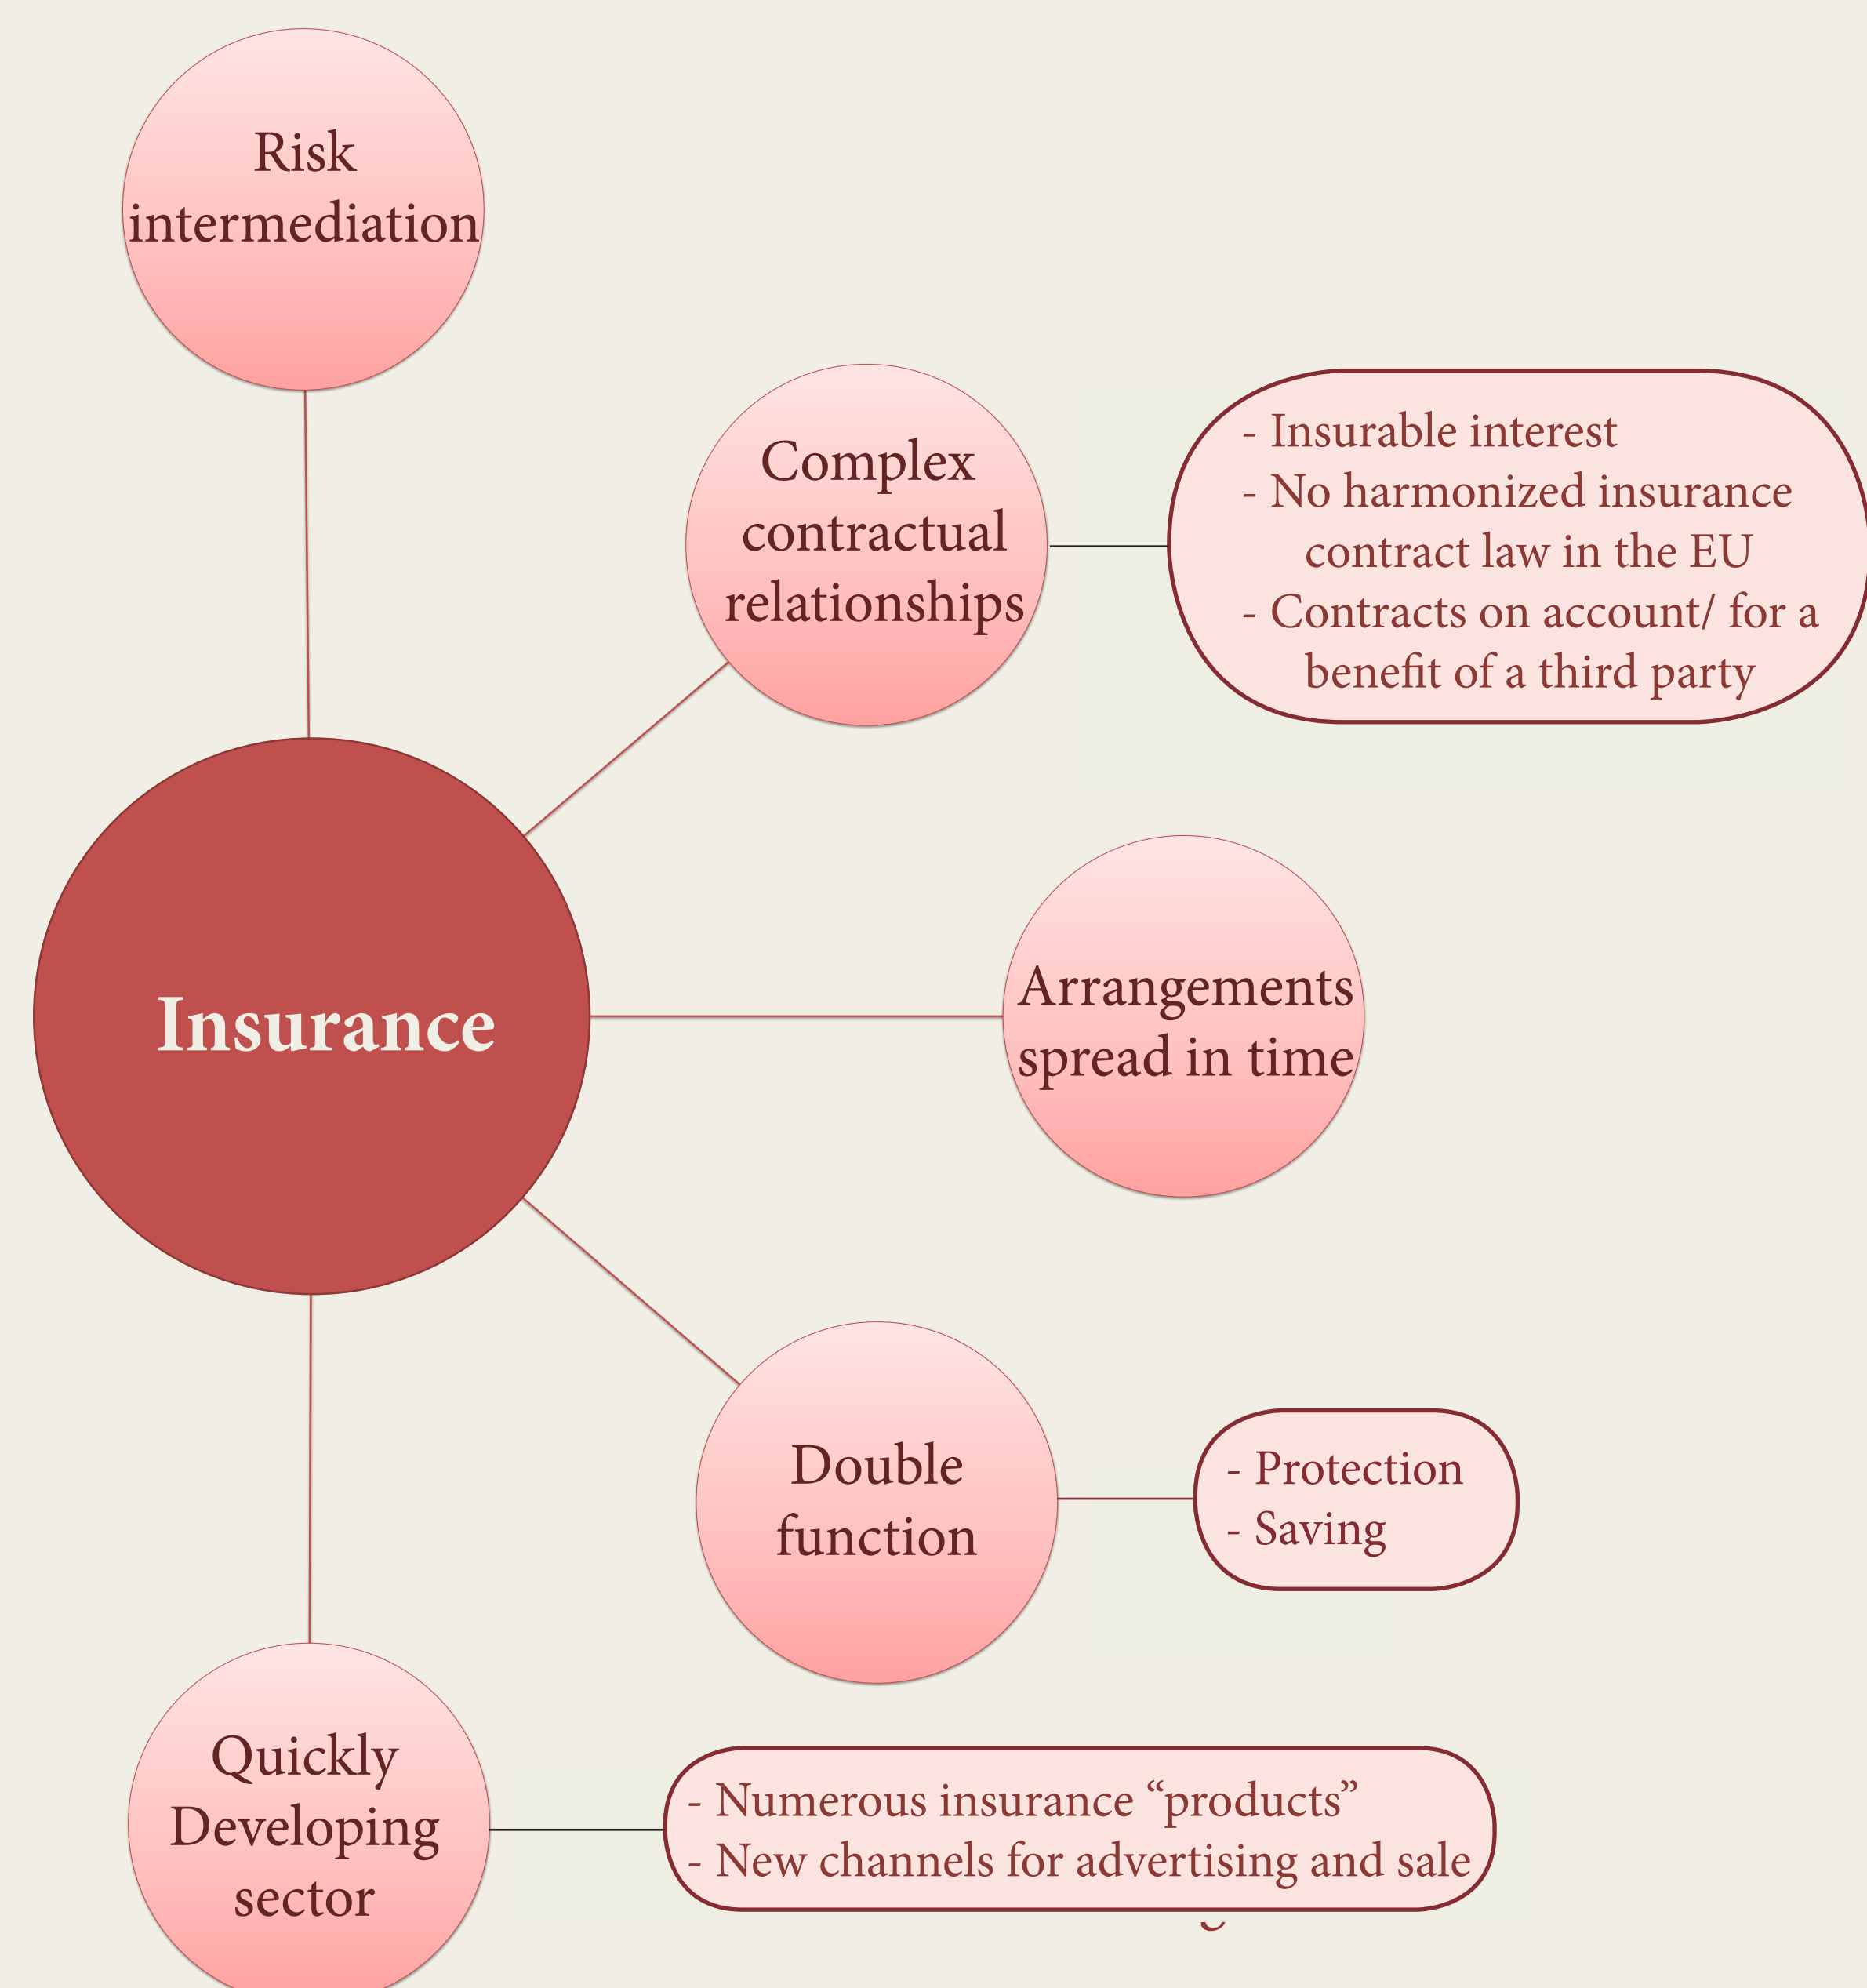 Risk
intermediation
Complex
contractual
relationships
- Insurable interest
- No harmonized insurance
contract law in the EU
- Contracts on account/ for a
benefit of a third party
Insurance
Arrangements
spread in time
Double
function
- Protection
- Saving
Quickly
Developing
sector
- Numerous insurance “products”
- New channels for advertising and sale